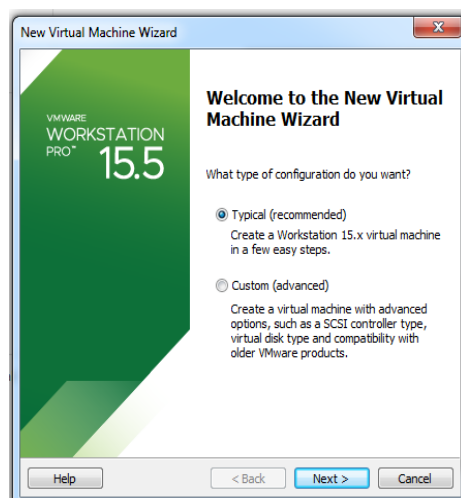 New Virtual Machine Wizard
x
VMWARE
WORKSTATION
PRO™ 15.5
Welcome to the New Virtual
Machine Wizard
What type of configuration do you want?
Typical (recommended)
Create a Workstation 15.x virtual machine
in a few easy steps.
Custom (advanced)
Create a virtual machine with advanced
options, such as a SCSI controller type,
virtual disk type and compatibility with
older VMware products.
Help
< Back
Next >
Cancel